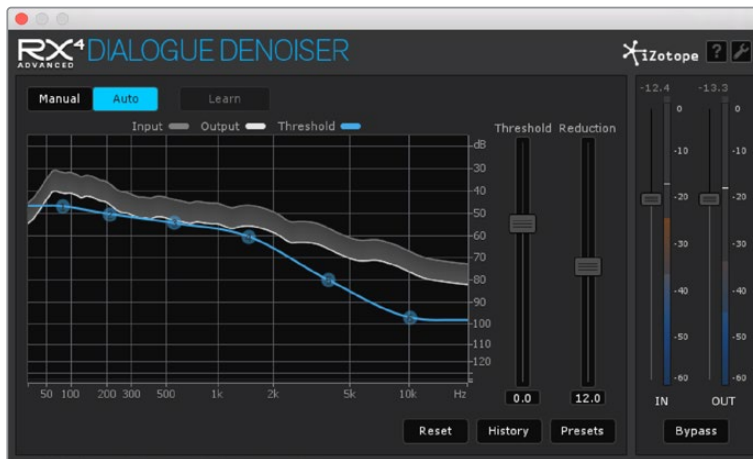 RX4 DIALOGUE DENOISER
ADVANCED
iZotope ?
Manual Auto Learn
Input Output Threshold
Threshold Reduction
dB
-30
-40
-50
-60
-70
-80
-90
-100
-110
-120
50 100 200 300 500 1k 2k 5k 10k Hz
0.0 12.0
Reset History Presets
-12.4 -13.3
0 0
-10 -10
-20 -20
-30 -30
-40 -40
-50 -50
-60 -60
IN OUT
Bypass